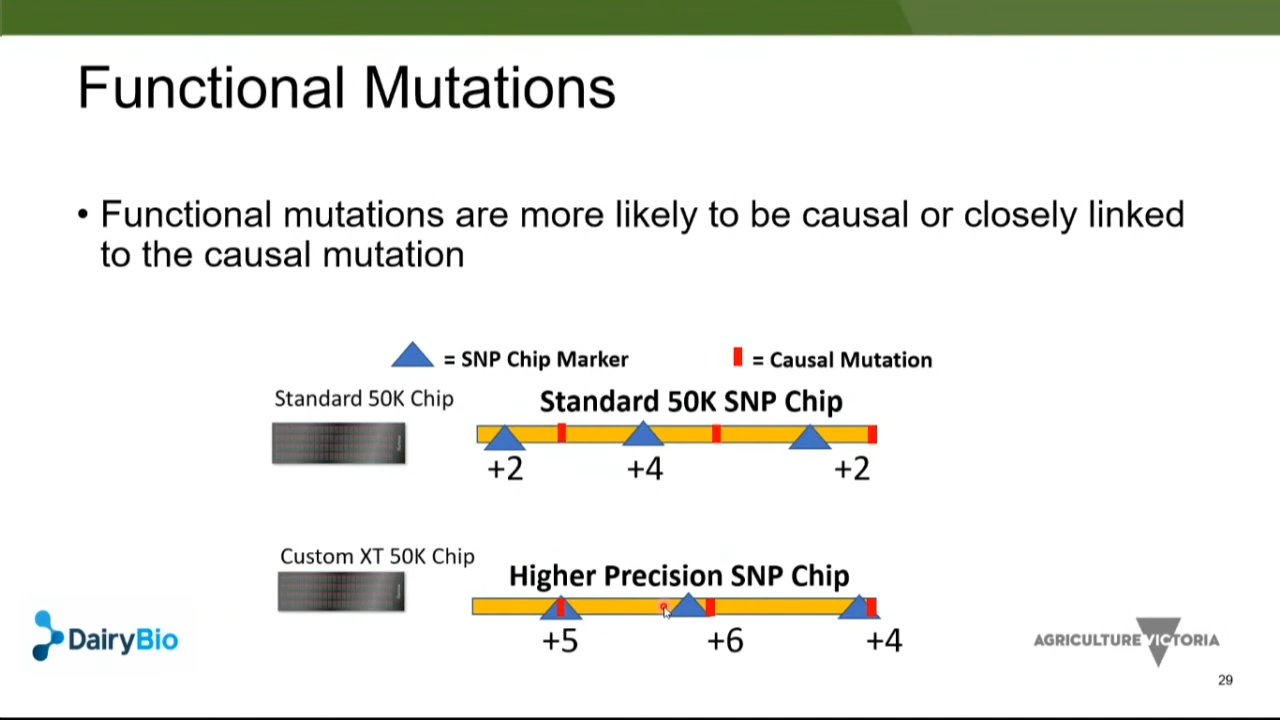 Functional Mutations
• Functional mutations are more likely to be causal or closely linked
to the causal mutation
= SNP Chip Marker
= Causal Mutation
Standard 50K Chip
Standard 50K SNP Chip
+2
+4
+2
Custom XT 50K Chip
Higher Precision SNP Chip
+5
+6
+4
DairyBio
AGRICULTURE VICTORIA
29